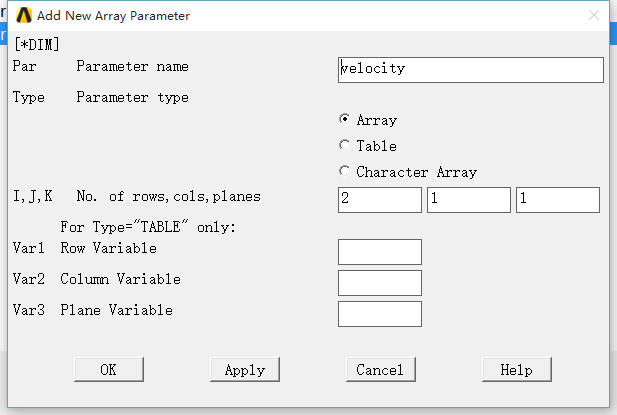 Add New Array Parameter
[*DIM]
Par Parameter name velocity
Type Parameter type
Array
Table
Character Array
I,J,K No. of rows,cols,planes 2 1 1
For Type="TABLE" only:
Var1 Row Variable
Var2 Column Variable
Var3 Plane Variable
OK Apply Cancel Help